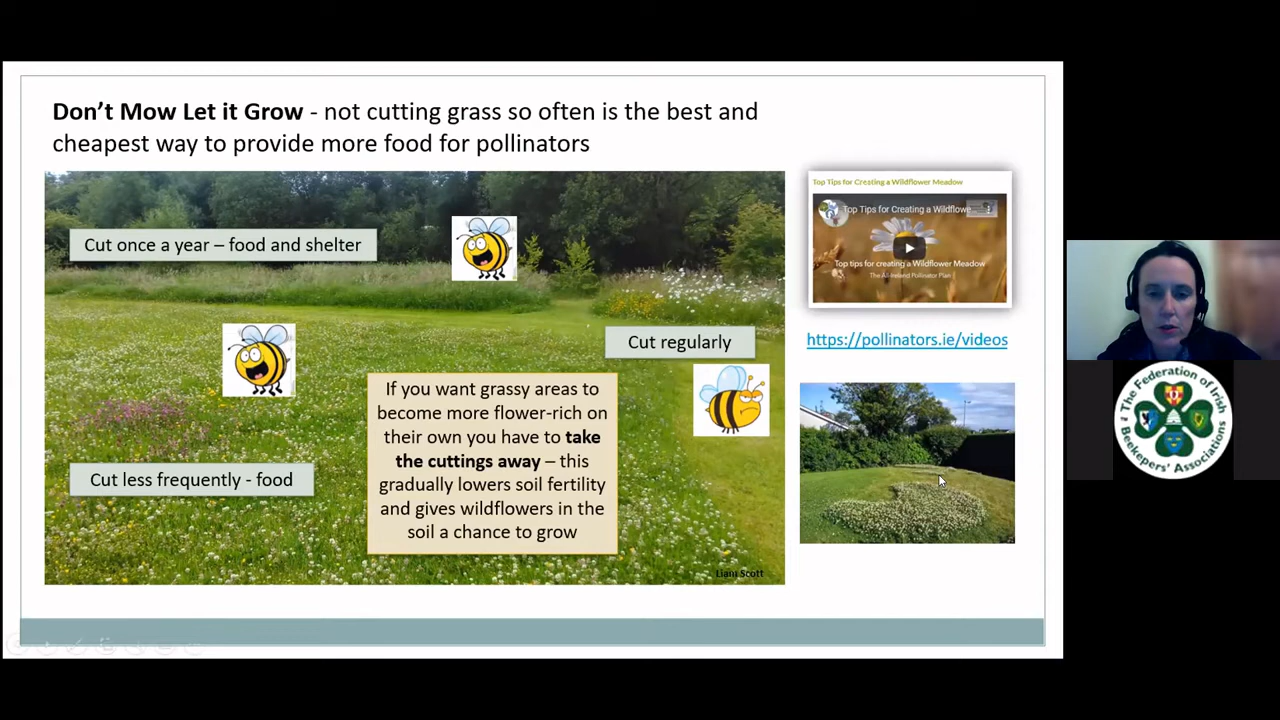 Don't Mow Let it Grow - not cutting grass so often is the best and
cheapest way to provide more food for pollinators
Cut once a year – food and shelter
Cut regularly
If you want grassy areas to
become more flower-rich on
their own you have to take
the cuttings away – this
gradually lowers soil fertility
and gives wildflowers in the
soil a chance to grow
Cut less frequently - food
Liam Scott
Top Tips for Creating a Wildflower Meadow
Top Tips for Creating a Wildflowe...
Top tips for creating a Wildflower Meadow
The All-Ireland Pollinator Plan
https://pollinators.ie/videos
The Federation of Irish
Beekeepers' Associations